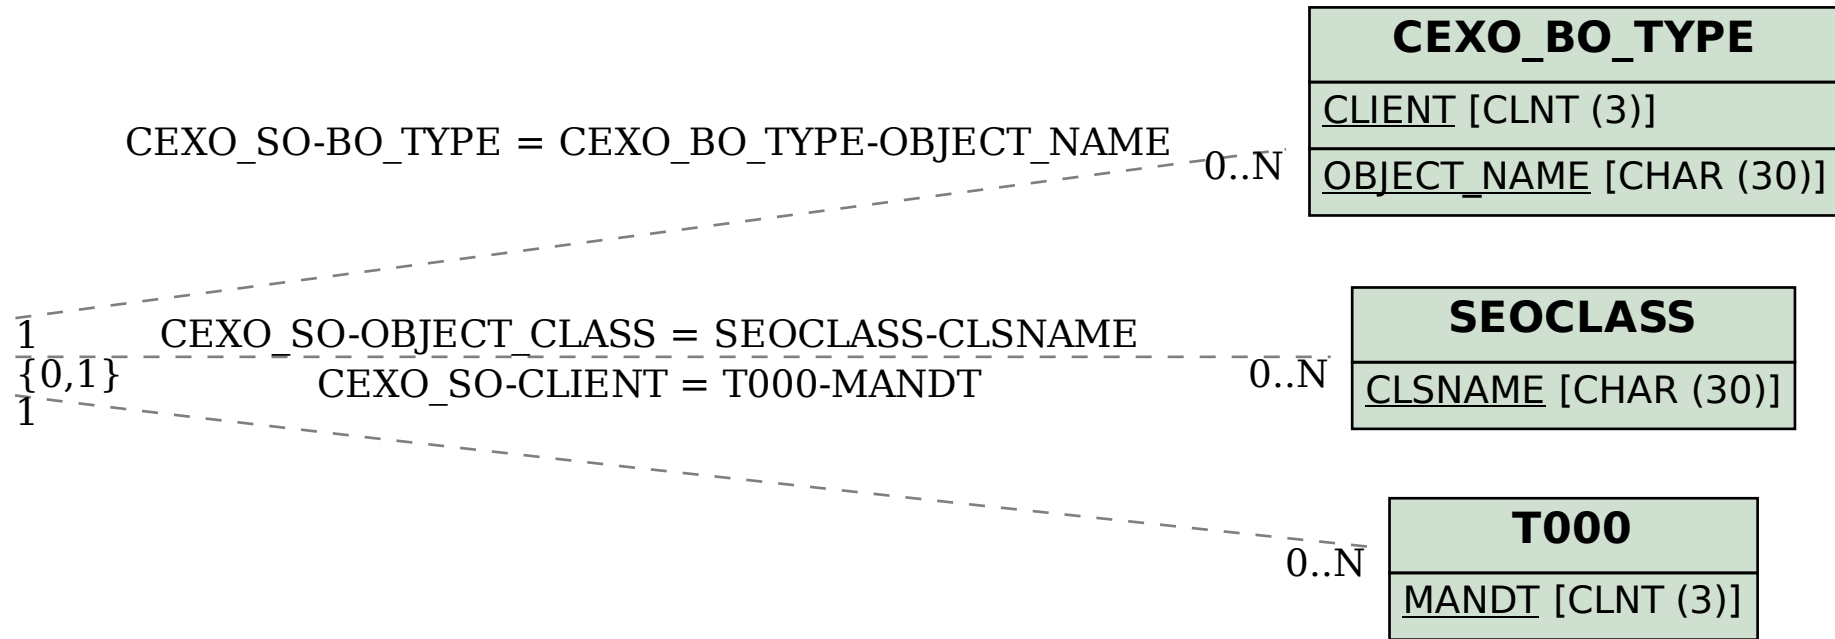 CEXO_BO_TYPE
CLIENT [CLNT (3)]
OBJECT_NAME [CHAR (30)]
CEXO_SO-BO_TYPE = CEXO_BO_TYPE-OBJECT_NAME
0..N
1
CEXO_SO-OBJECT_CLASS = SEOCLASS-CLSNAME
{0,1}
0..N
SEOCLASS
CLSNAME [CHAR (30)]
CEXO_SO-CLIENT = T000-MANDT
1
0..N
T000
MANDT [CLNT (3)]